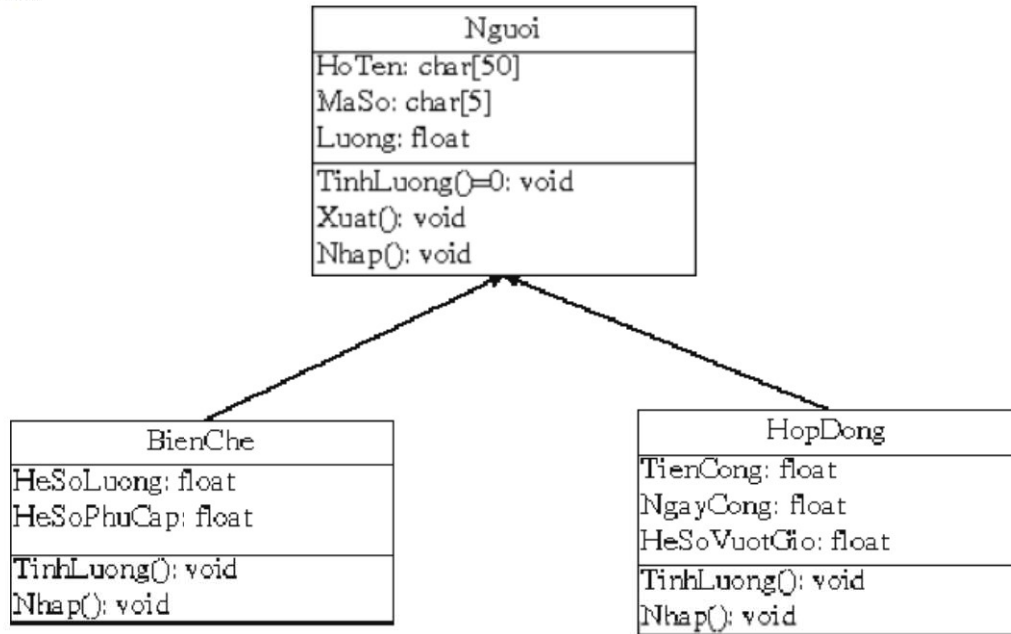 Nguoi
HoTen: char[50]
MaSo: char[5]
Luong: float
TinhLuong()=0: void
Xuat(): void
Nhap(): void
BienChe
HeSoLuong: float
HeSoPhuCap: float
TinhLuong(): void
Nhap(): void
HopDong
TienCong: float
NgayCong: float
HeSoVuotGio: float
TinhLuong(): void
Nhap(): void